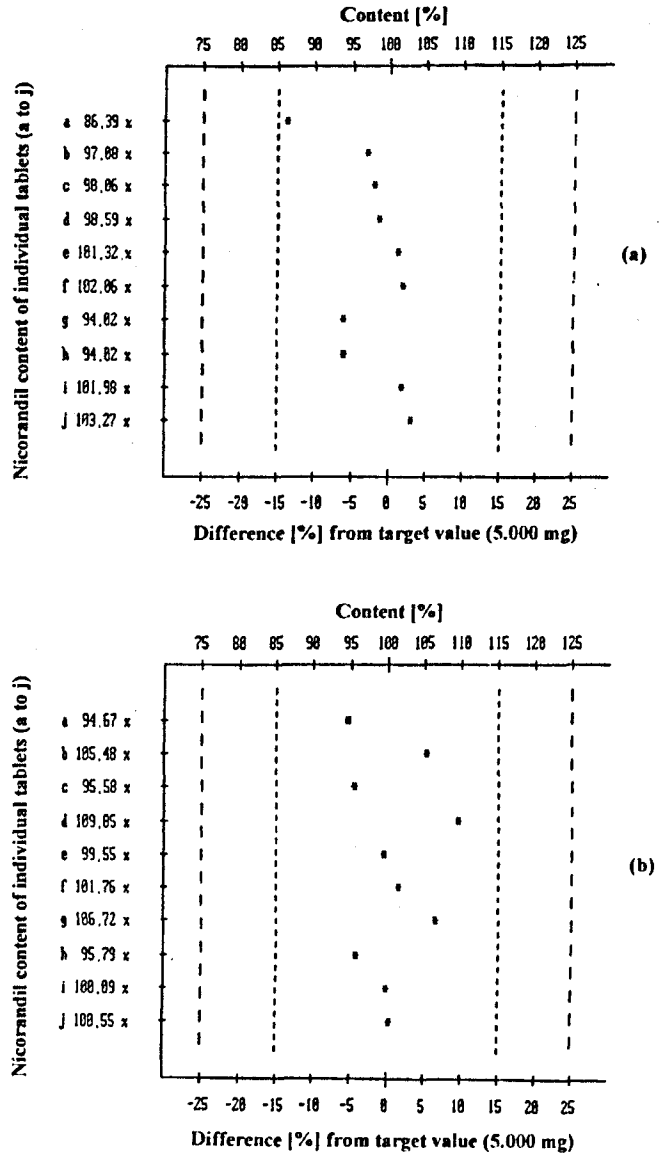 Content [%]
75 80 85 90 95 100 105 110 115 120 125
Nicorandil content of individual tablets (a to j)
a 86,39 x
b 97,08 x
c 98,06 x
d 98,59 x
e 101,32 x
f 102,06 x
g 94,02 x
h 94,02 x
i 101,98 x
j 103,27 x
(a)
-25 -20 -15 -10 -5 0 5 10 15 20 25
Difference [%] from target value (5.000 mg)
Content [%]
75 80 85 90 95 100 105 110 115 120 125
Nicorandil content of individual tablets (a to j)
a 94,67 x
b 105,48 x
c 95,58 x
d 109,85 x
e 99,55 x
f 101,76 x
g 106,72 x
h 95,79 x
i 100,09 x
j 100,55 x
(b)
-25 -20 -15 -10 -5 0 5 10 15 20 25
Difference [%] from target value (5.000 mg)